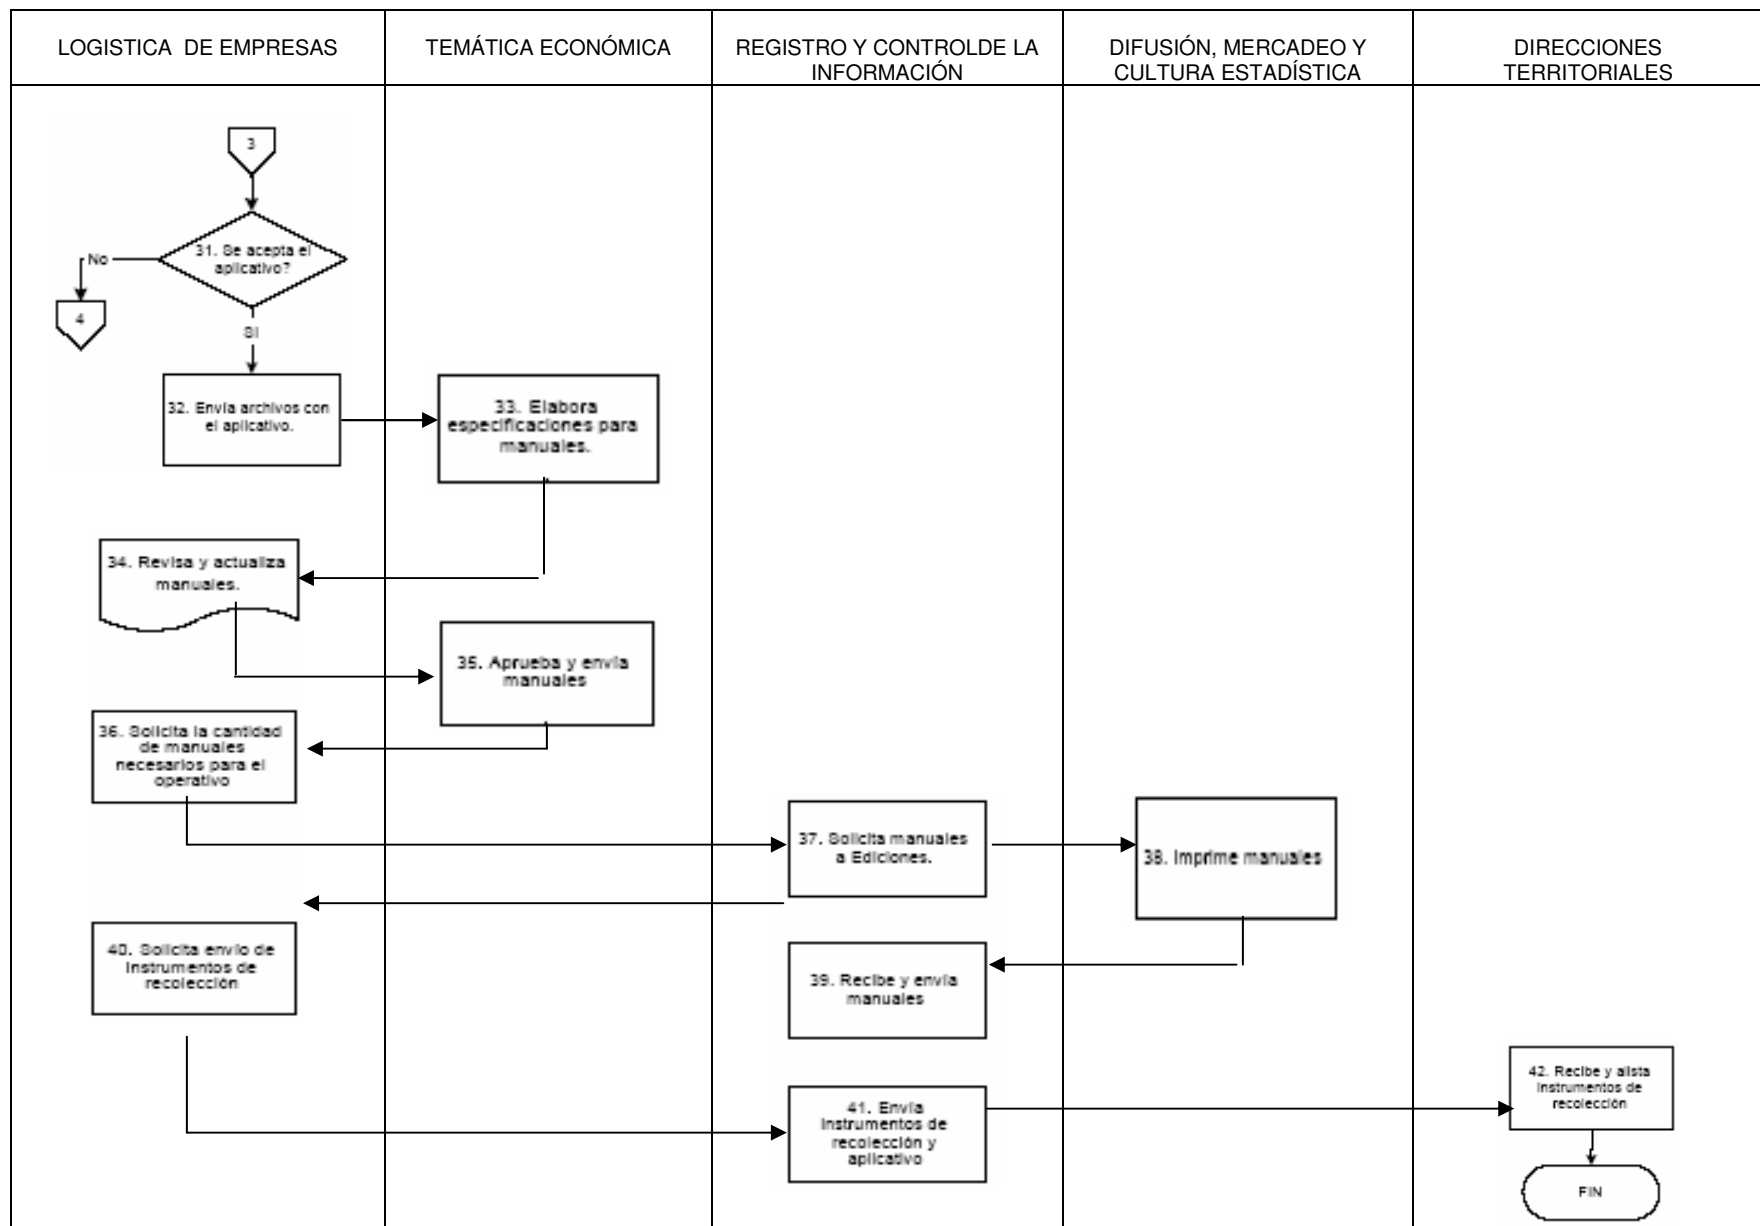 LOGISTICA DE EMPRESAS
TEMÁTICA ECONÓMICA
REGISTRO Y CONTROLDE LA
INFORMACIÓN
DIFUSIÓN, MERCADEO Y
CULTURA ESTADÍSTICA
DIRECCIONES
TERRITORIALES
3
31. Se acepta el
aplicativo?
No
4
SI
32. Envía archivos con
el aplicativo.
33. Elabora
especificaciones para
manuales.
34. Revisa y actualiza
manuales.
35. Aprueba y envía
manuales
36. Solicita la cantidad
de manuales
necesarios para el
operativo
37. Solicita manuales
a Ediciones.
38. Imprime manuales
40. Solicita envío de
Instrumentos de
recolección
39. Recibe y envía
manuales
41. Envía
Instrumentos de
recolección y
aplicativo
42. Recibe y alista
Instrumentos de
recolección
FIN